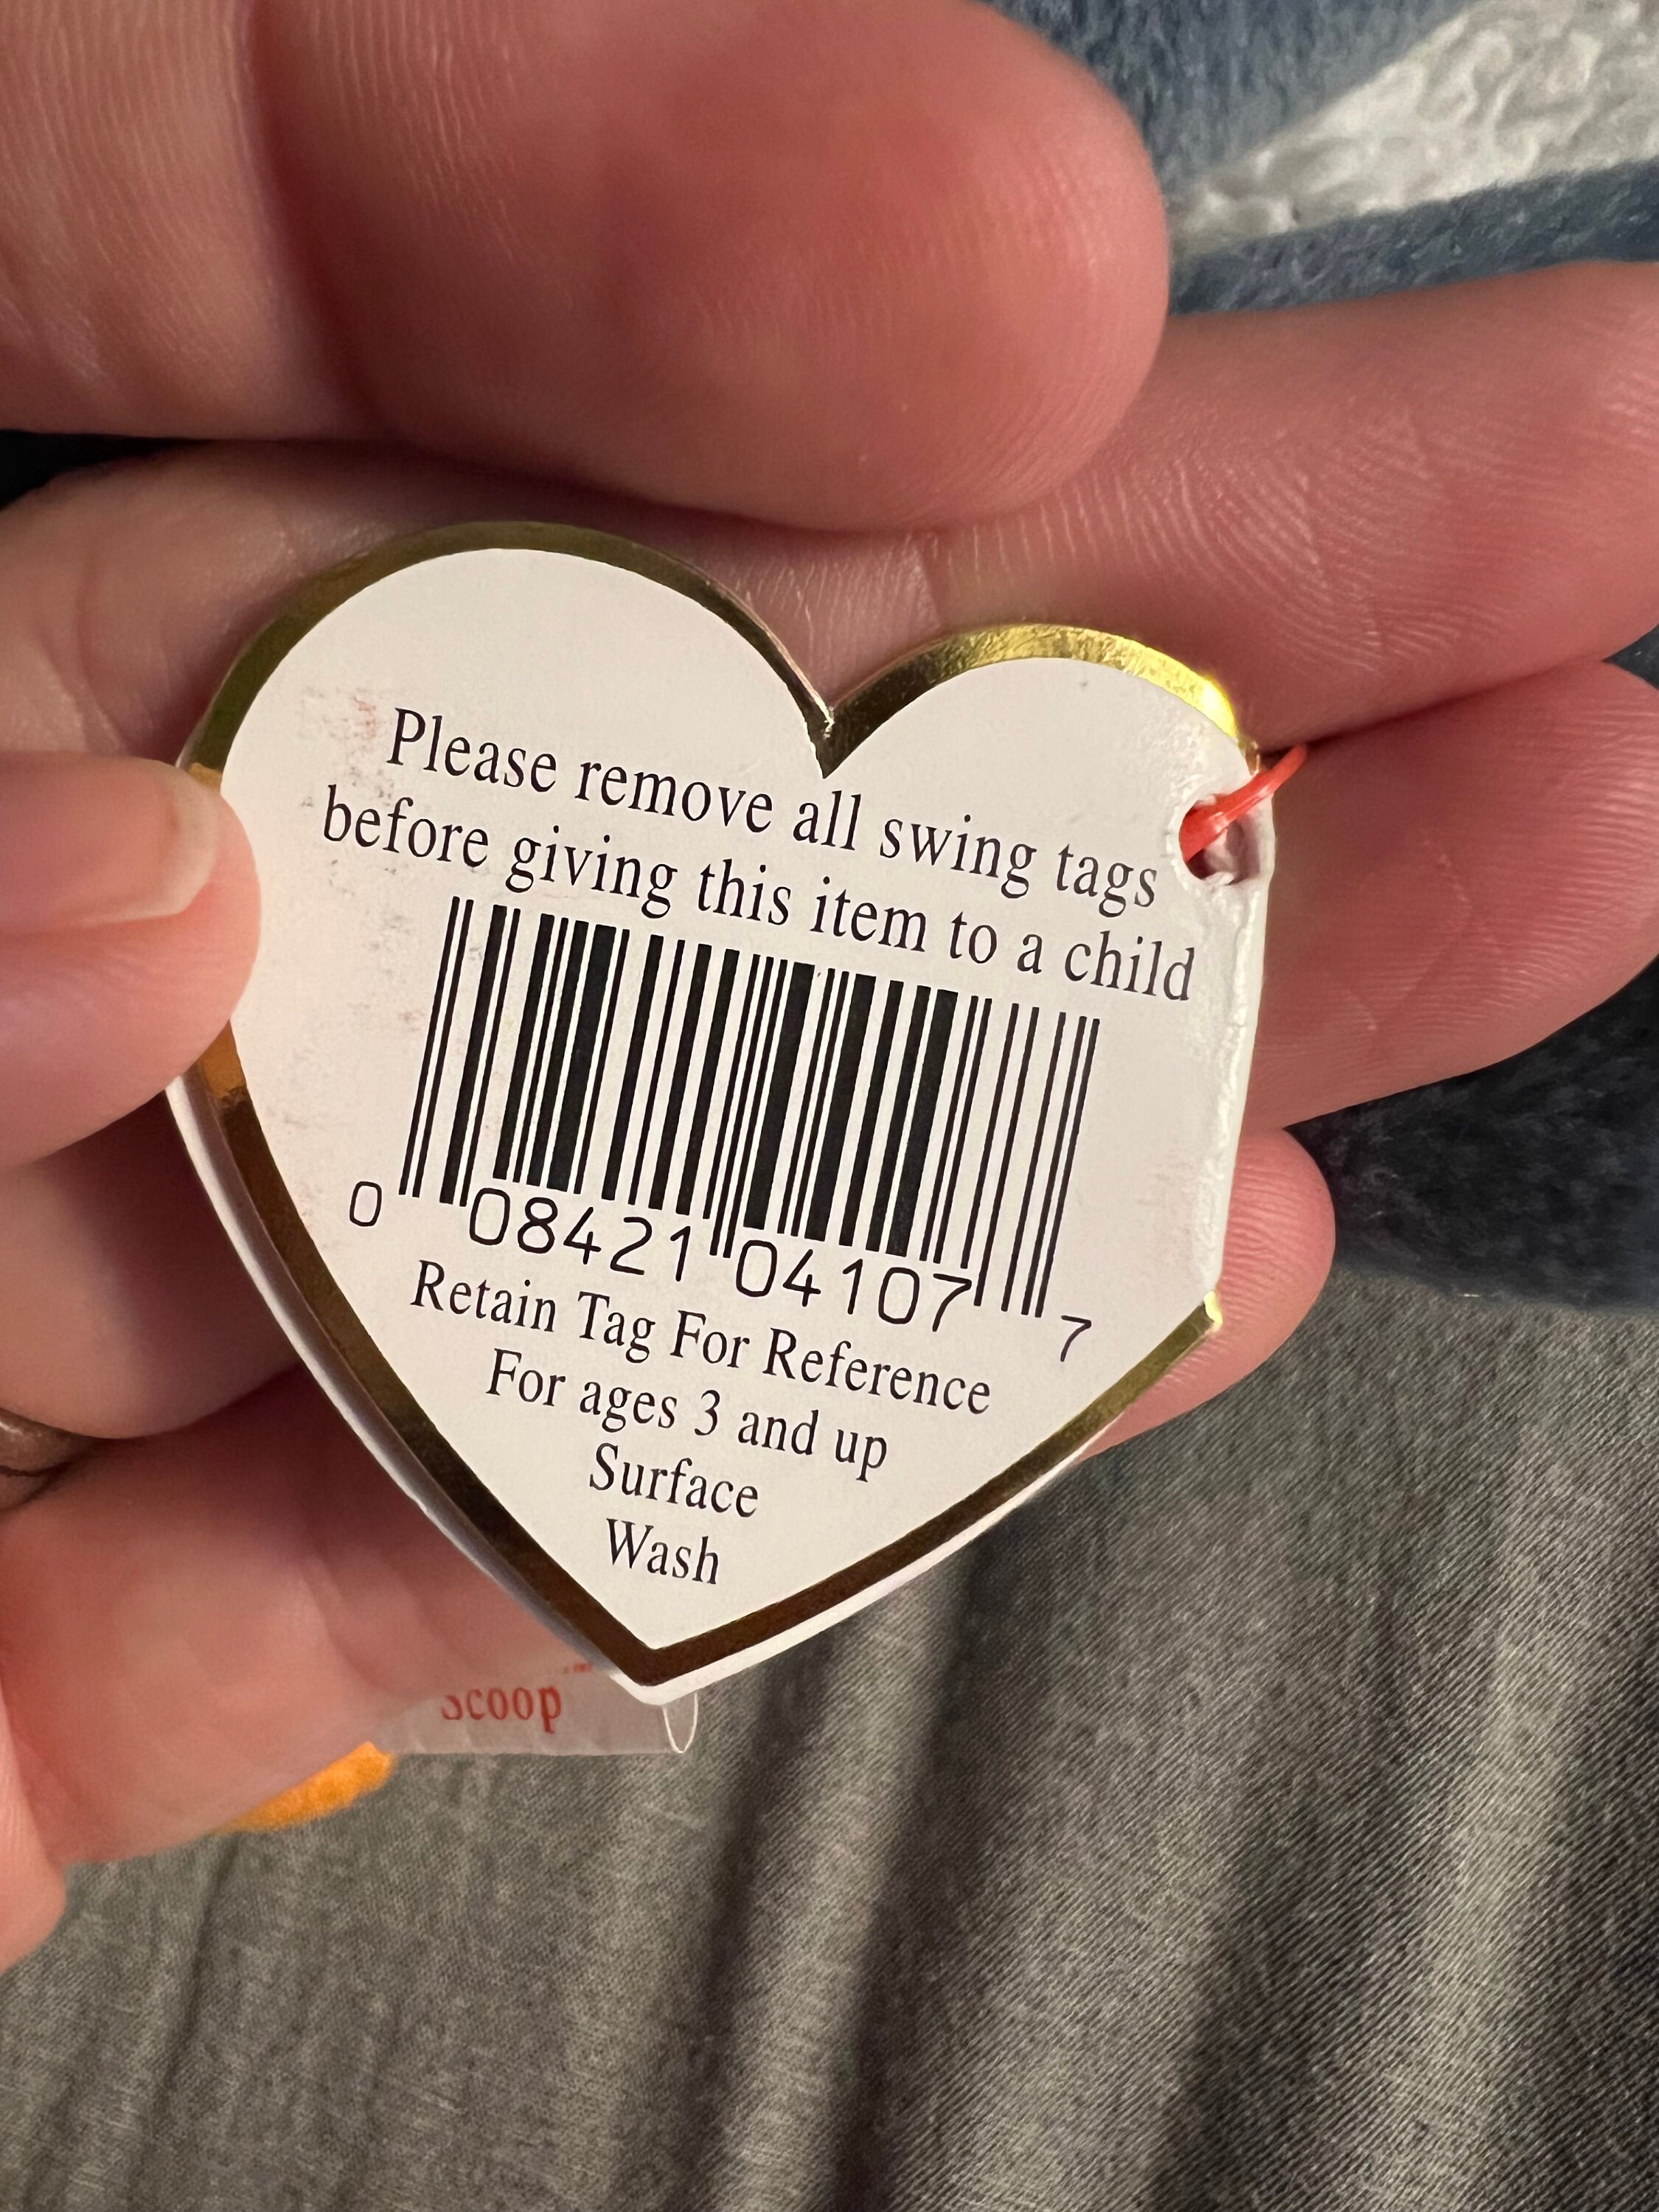 Please remove all swing tags
before giving this item to a child
0 08421 04107 7
Retain Tag For Reference
For ages 3 and up
Surface
Wash
™
Scoop